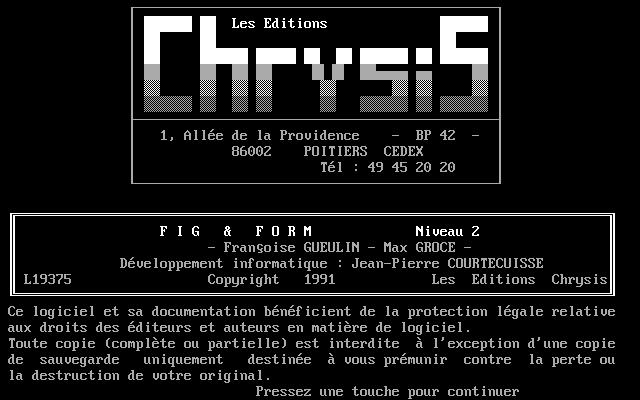 Les Editions
Chrysis
1, Allée de la Providence - BP 42 -
86002 POITIERS CEDEX
Tél : 49 45 20 20
F I G & F O R M Niveau 2
- Françoise GUEULIN - Max GROCE -
Développement informatique : Jean-Pierre COURTECUISSE
L19375 Copyright 1991 Les Editions Chrysis
Ce logiciel et sa documentation bénéficient de la protection légale relative
aux droits des éditeurs et auteurs en matière de logiciel.
Toute copie (complète ou partielle) est interdite à l'exception d'une copie
de sauvegarde uniquement destinée à vous prémunir contre la perte ou
la destruction de votre original.
Pressez une touche pour continuer